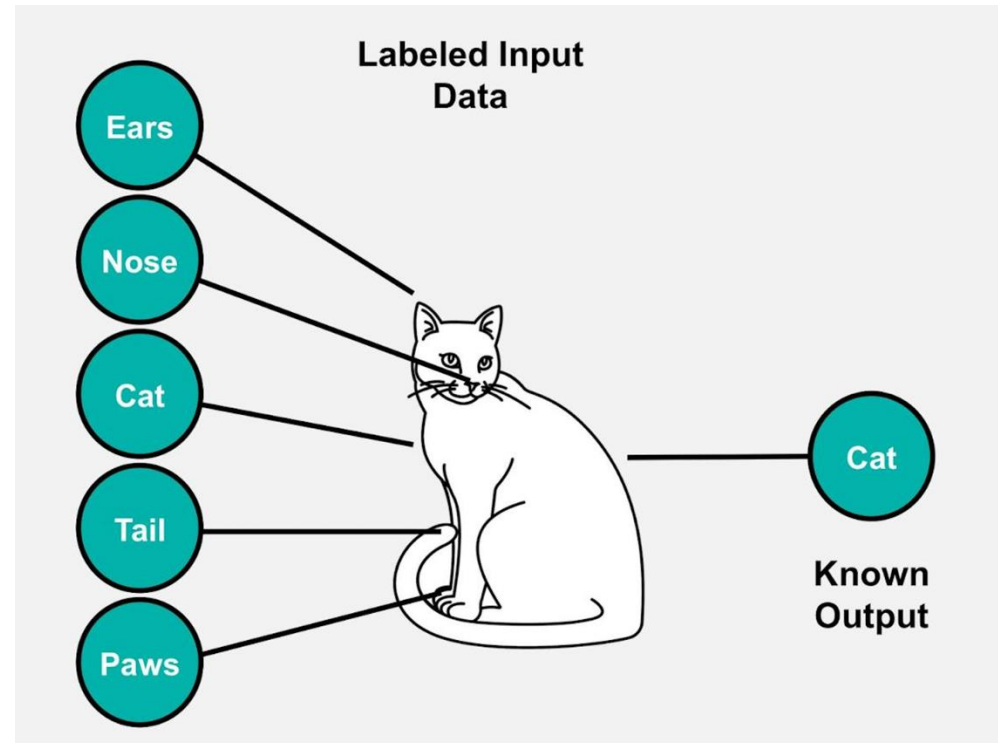 Labeled Input
Data
Ears
Nose
Cat
Tail
Paws
Cat
Known
Output